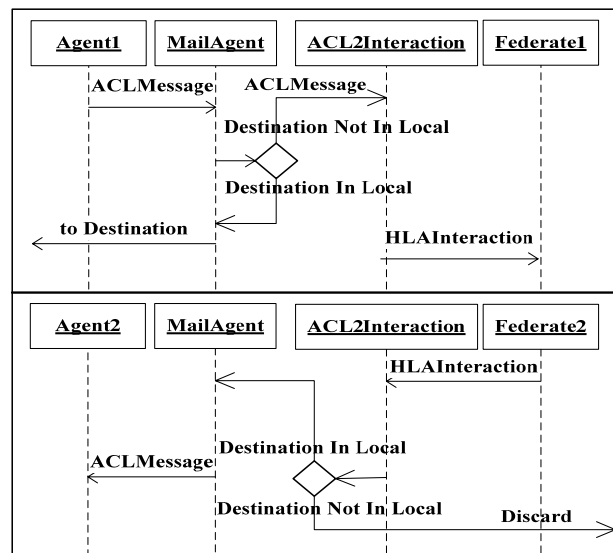 Agent1 MailAgent ACL2Interaction Federate1
ACLMessage ACLMessage
Destination Not In Local
Destination In Local
to Destination
HLAInteraction
Agent2 MailAgent ACL2Interaction Federate2
HLAInteraction
Destination In Local
ACLMessage
Destination Not In Local
Discard